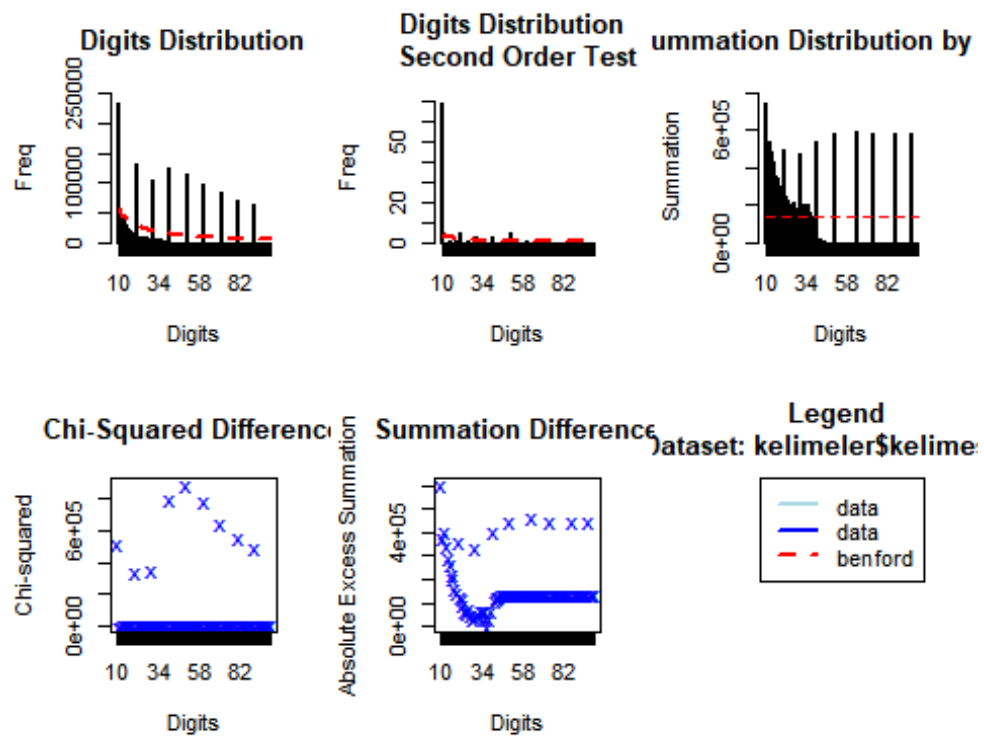 Digits Distribution
Freq
0
100000
250000
10 34 58 82
Digits
Digits Distribution
Second Order Test
Freq
0
20
50
10 34 58 82
Digits
ummation Distribution by
Summation
0e+00
6e+05
10 34 58 82
Digits
Chi-Squared Difference
Chi-squared
0e+00
6e+05
10 34 58 82
Digits
Summation Difference
Absolute Excess Summation
0e+00
4e+05
10 34 58 82
Digits
Legend
Dataset: kelimeler$kelimes
data
data
benford